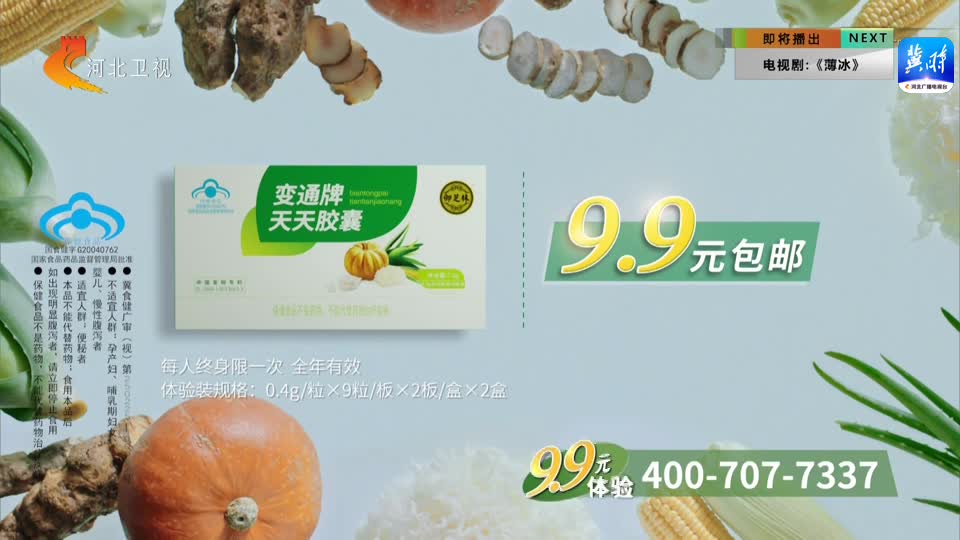 河北卫视
即将播出 NEXT
电视剧:《薄冰》
冀时
河北广播电视台
变通牌
天天胶囊
biantongpai
tiantianjiaonang
御芝林
9.9元包邮
国食健字G20040762
国家食品药品监督管理局批准
●冀食健广审（视）第
●不适宜人群：孕产妇、哺乳期妇
婴儿、慢性腹泻者
●适宜人群：便秘者
●本品不能代替药物；食用本品后
如出现明显腹泻者，请立即停止食用
●保健食品不是药物，不能代替药物治
每人终身限一次 全年有效
体验装规格：0.4g/粒×9粒/板×2板/盒×2盒
9.9元体验 400-707-7337